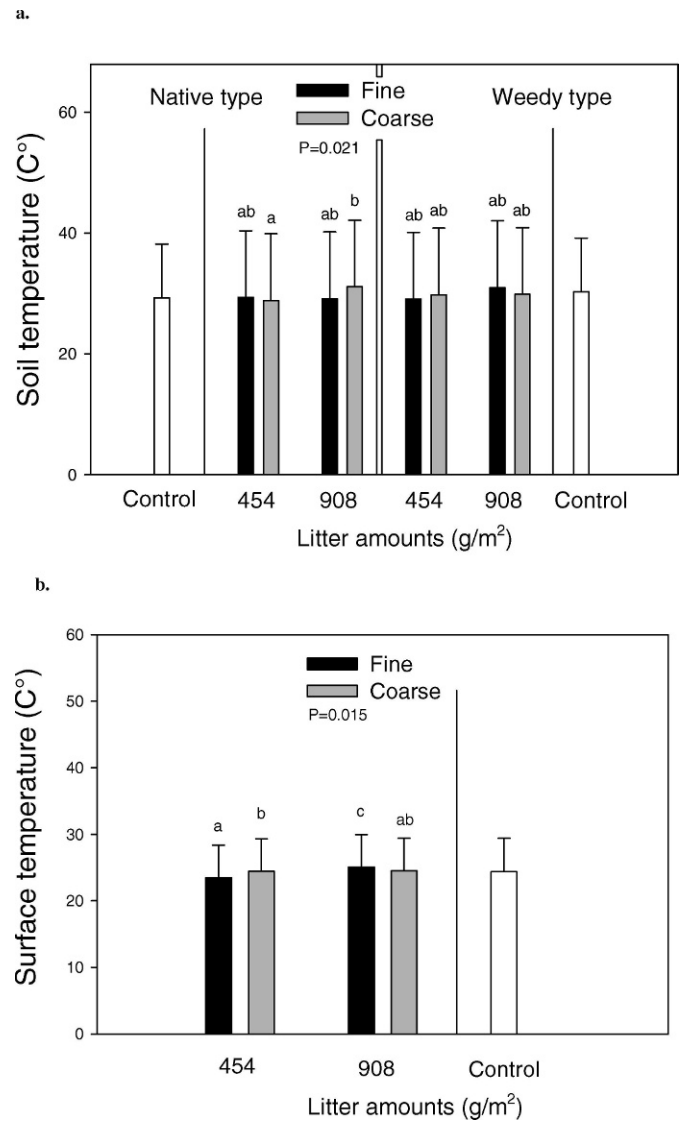 a.
Native type
Weedy type
Fine
Coarse
P=0.021
Soil temperature (C°)
60
40
20
0
ab
a
ab
b
ab
ab
ab
ab
Control
454
908
454
908
Control
Litter amounts (g/m²)
b.
Fine
Coarse
P=0.015
Surface temperature (C°)
60
50
40
30
20
10
0
a
b
c
ab
454
908
Control
Litter amounts (g/m²)